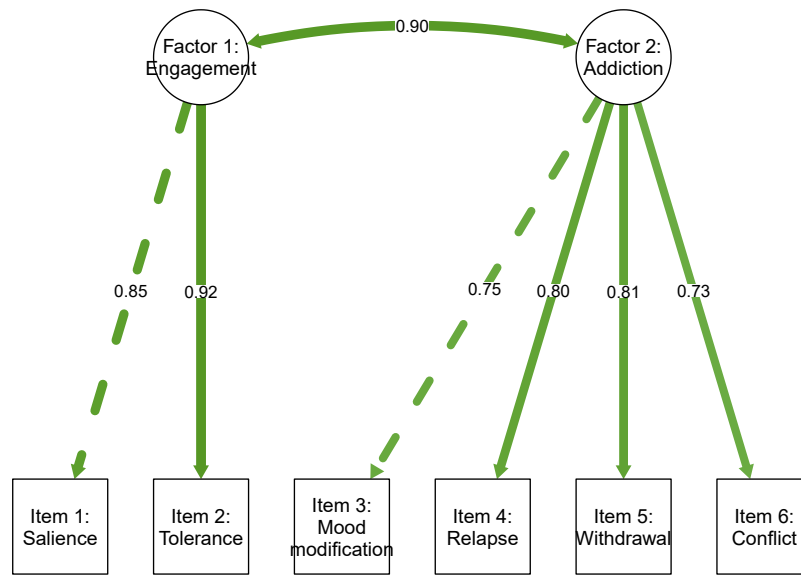 0.90
Factor 1:
Engagement
Factor 2:
Addiction
0.85
0.92
0.75
0.80
0.81
0.73
Item 1:
Salience
Item 2:
Tolerance
Item 3:
Mood
modification
Item 4:
Relapse
Item 5:
Withdrawal
Item 6:
Conflict